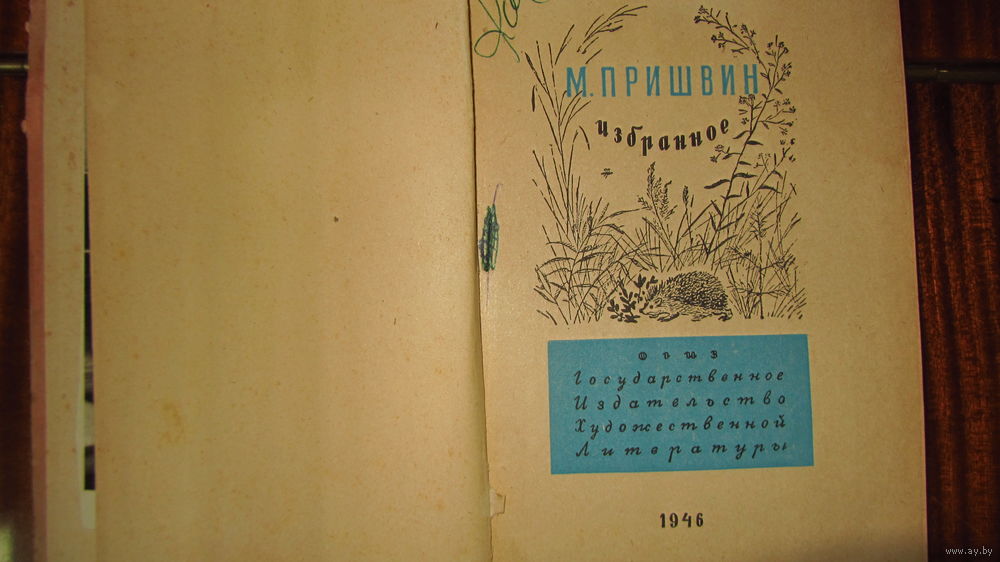 М. ПРИШВИН
избранное
огиз
Государственное
Издательство
Художественной
Литературы
1946
www.ay.by